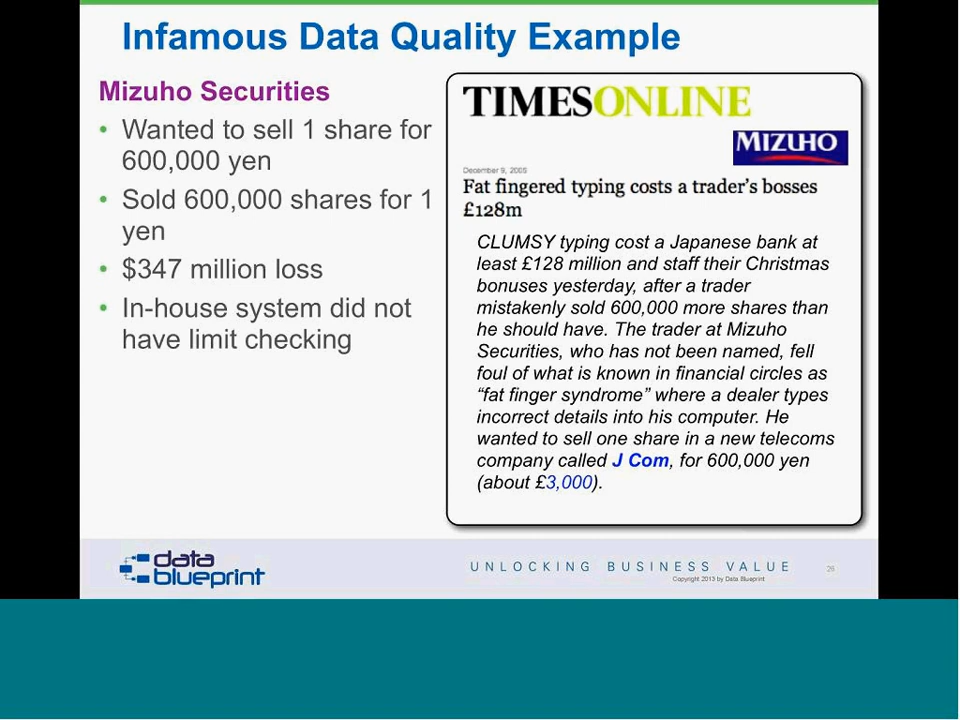 Infamous Data Quality Example
Mizuho Securities
• Wanted to sell 1 share for
600,000 yen
• Sold 600,000 shares for 1
yen
• $347 million loss
• In-house system did not
have limit checking
TIMESONLINE
MIZUHO
December 9, 2005
Fat fingered typing costs a trader's bosses
£128m
CLUMSY typing cost a Japanese bank at
least £128 million and staff their Christmas
bonuses yesterday, after a trader
mistakenly sold 600,000 more shares than
he should have. The trader at Mizuho
Securities, who has not been named, fell
foul of what is known in financial circles as
“fat finger syndrome” where a dealer types
incorrect details into his computer. He
wanted to sell one share in a new telecoms
company called J Com, for 600,000 yen
(about £3,000).
data
blueprint
UNLOCKING BUSINESS VALUE
26
Copyright 2013 by Data Blueprint